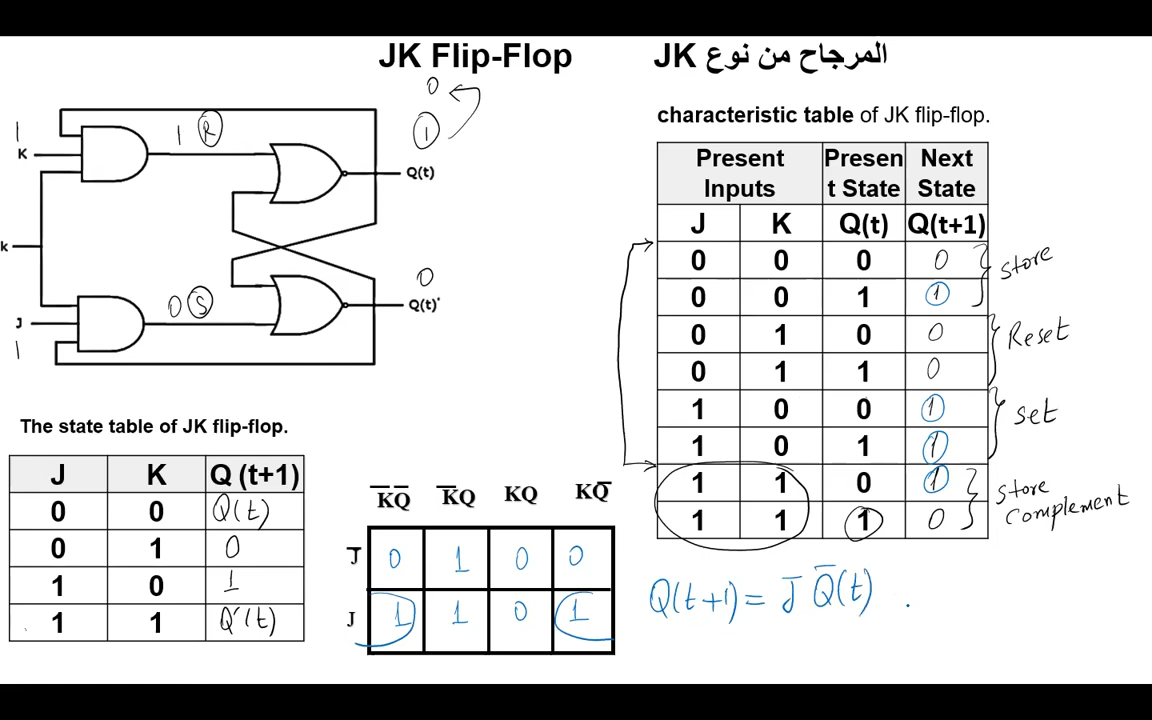 JK Flip-Flop
المرجاح من نوع JK
0
1
1
K
1 R
Q(t)
k
0
Q(t)'
0 S
J
1
characteristic table of JK flip-flop.
Present Inputs Presen t State Next State
J K Q(t) Q(t+1)
0 0 0 0
0 0 1 1
store
0 1 0 0
0 1 1 0
Reset
1 0 0 1
1 0 1 1
set
1 1 0 1
1 1 1 0
store
complement
The state table of JK flip-flop.
J K Q (t+1)
0 0 Q(t)
0 1 0
1 0 1
1 1 Q'(t)
K̅Q̅ K̅Q KQ KQ̅
J̅ 0 1 0 0
J 1 1 0 1
Q(t+1) = J Q̅(t)